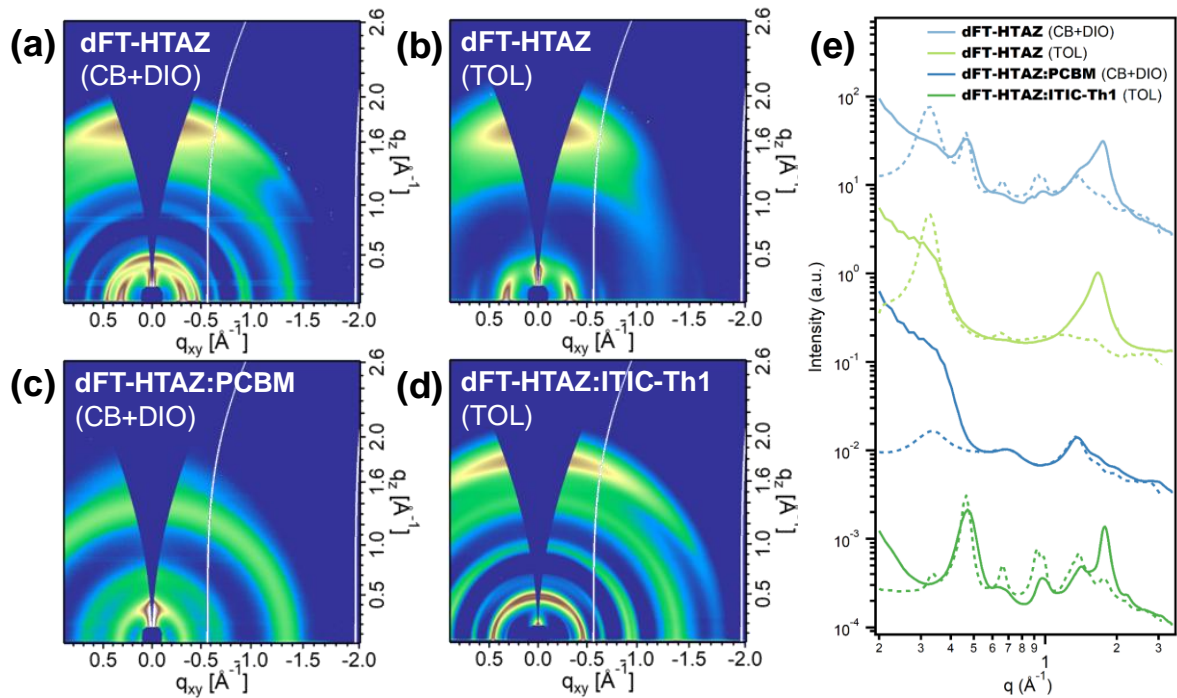 (a)
dFT-HTAZ
(CB+DIO)
2.6
2.0
1.6
1.0
0.5
qz [Å⁻¹]
0.5 0.0 -0.5 -1.0 -1.5 -2.0
qxy [Å⁻¹]
(b)
dFT-HTAZ
(TOL)
2.6
2.0
1.6
1.0
0.5
qz [Å⁻¹]
0.5 0.0 -0.5 -1.0 -1.5 -2.0
qxy [Å⁻¹]
(c)
dFT-HTAZ:PCBM
(CB+DIO)
2.6
2.0
1.6
1.0
0.5
qz [Å⁻¹]
0.5 0.0 -0.5 -1.0 -1.5 -2.0
qxy [Å⁻¹]
(d)
dFT-HTAZ:ITIC-Th1
(TOL)
2.6
2.0
1.6
1.0
0.5
qz [Å⁻¹]
0.5 0.0 -0.5 -1.0 -1.5 -2.0
qxy [Å⁻¹]
(e)
dFT-HTAZ (CB+DIO)
dFT-HTAZ (TOL)
dFT-HTAZ:PCBM (CB+DIO)
dFT-HTAZ:ITIC-Th1 (TOL)
10²
10¹
10⁰
10⁻¹
10⁻²
10⁻³
10⁻⁴
Intensity (a.u.)
2 3 4 5 6 7 8 9 1 2 3
q (Å⁻¹)